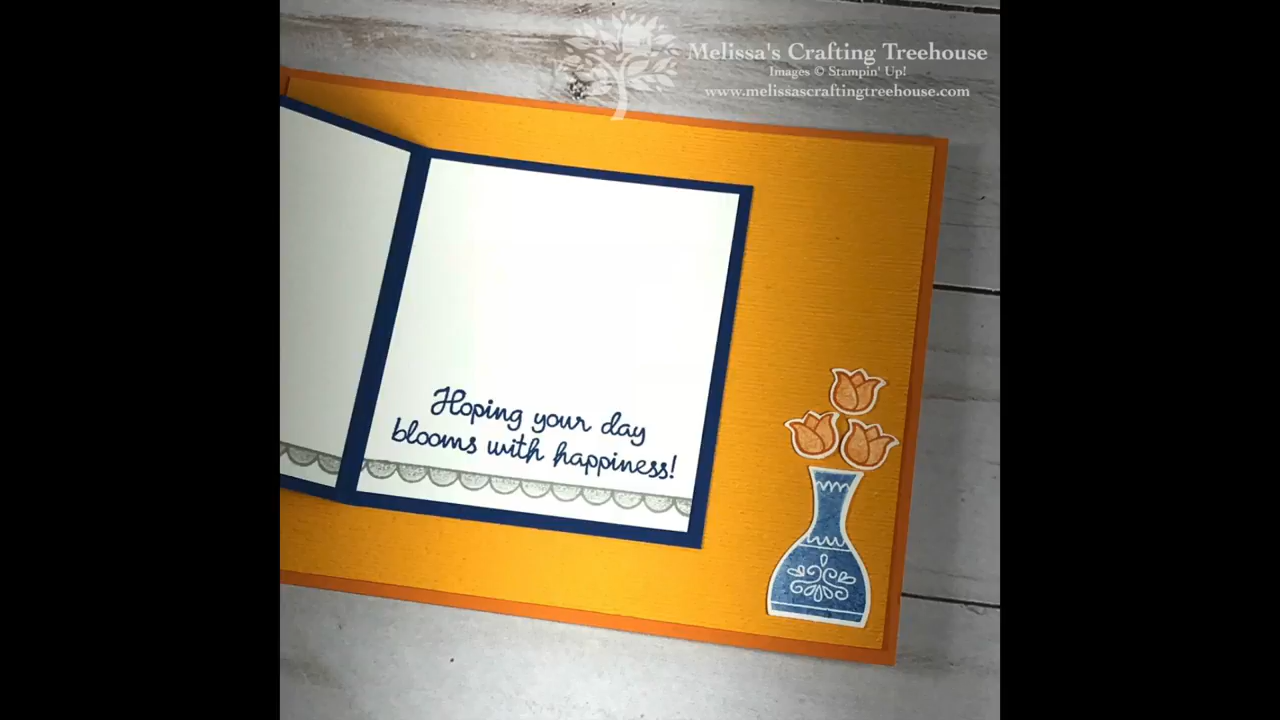 Melissa's Crafting Treehouse
Images © Stampin' Up!
www.melissascraftingtreehouse.com
Hoping your day
blooms with happiness!